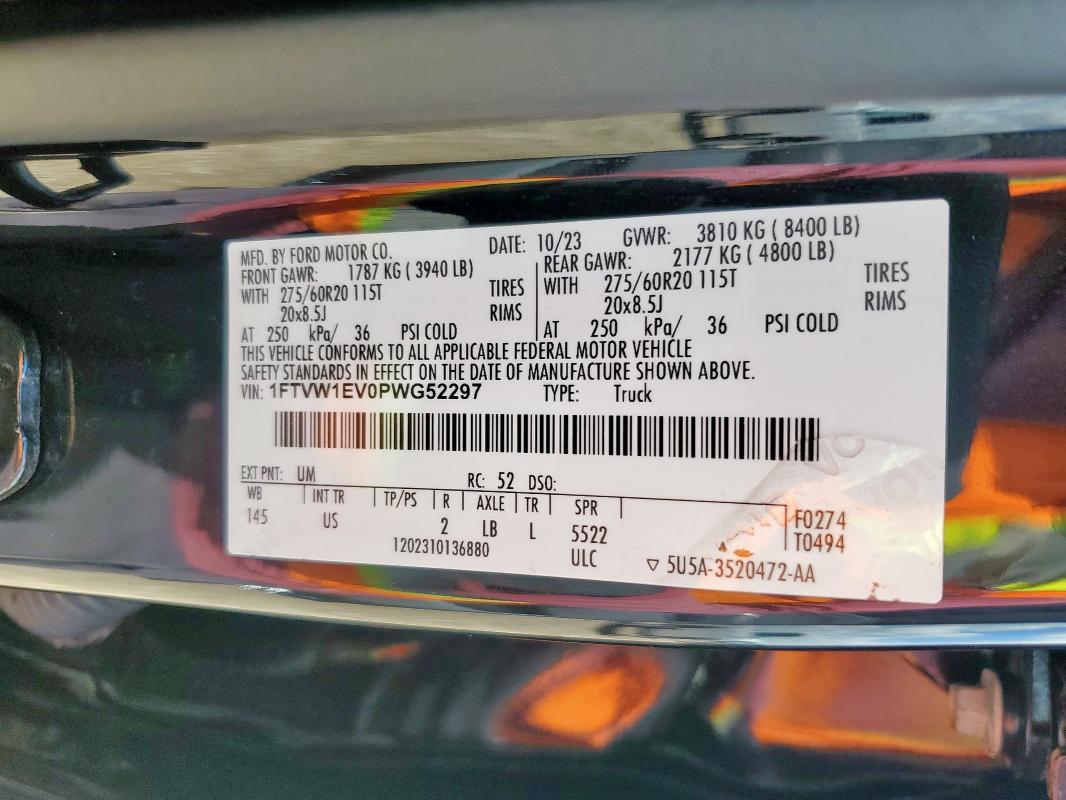 MFD. BY FORD MOTOR CO. DATE: 10/23 GVWR: 3810 KG ( 8400 LB)
FRONT GAWR: 1787 KG ( 3940 LB) REAR GAWR: 2177 KG ( 4800 LB)
WITH 275/60R20 115T TIRES WITH 275/60R20 115T TIRES
20x8.5J RIMS 20x8.5J RIMS
AT 250 kPa/ 36 PSI COLD AT 250 kPa/ 36 PSI COLD
THIS VEHICLE CONFORMS TO ALL APPLICABLE FEDERAL MOTOR VEHICLE
SAFETY STANDARDS IN EFFECT ON THE DATE OF MANUFACTURE SHOWN ABOVE.
VIN: 1FTVW1EV0PWG52297 TYPE: Truck
EXT PNT: UM RC: 52 DSO:
WB INT TR TP/PS R AXLE TR SPR
145 US 2 LB L 5522 F0274
1202310136880 ULC T0494
5U5A-3520472-AA